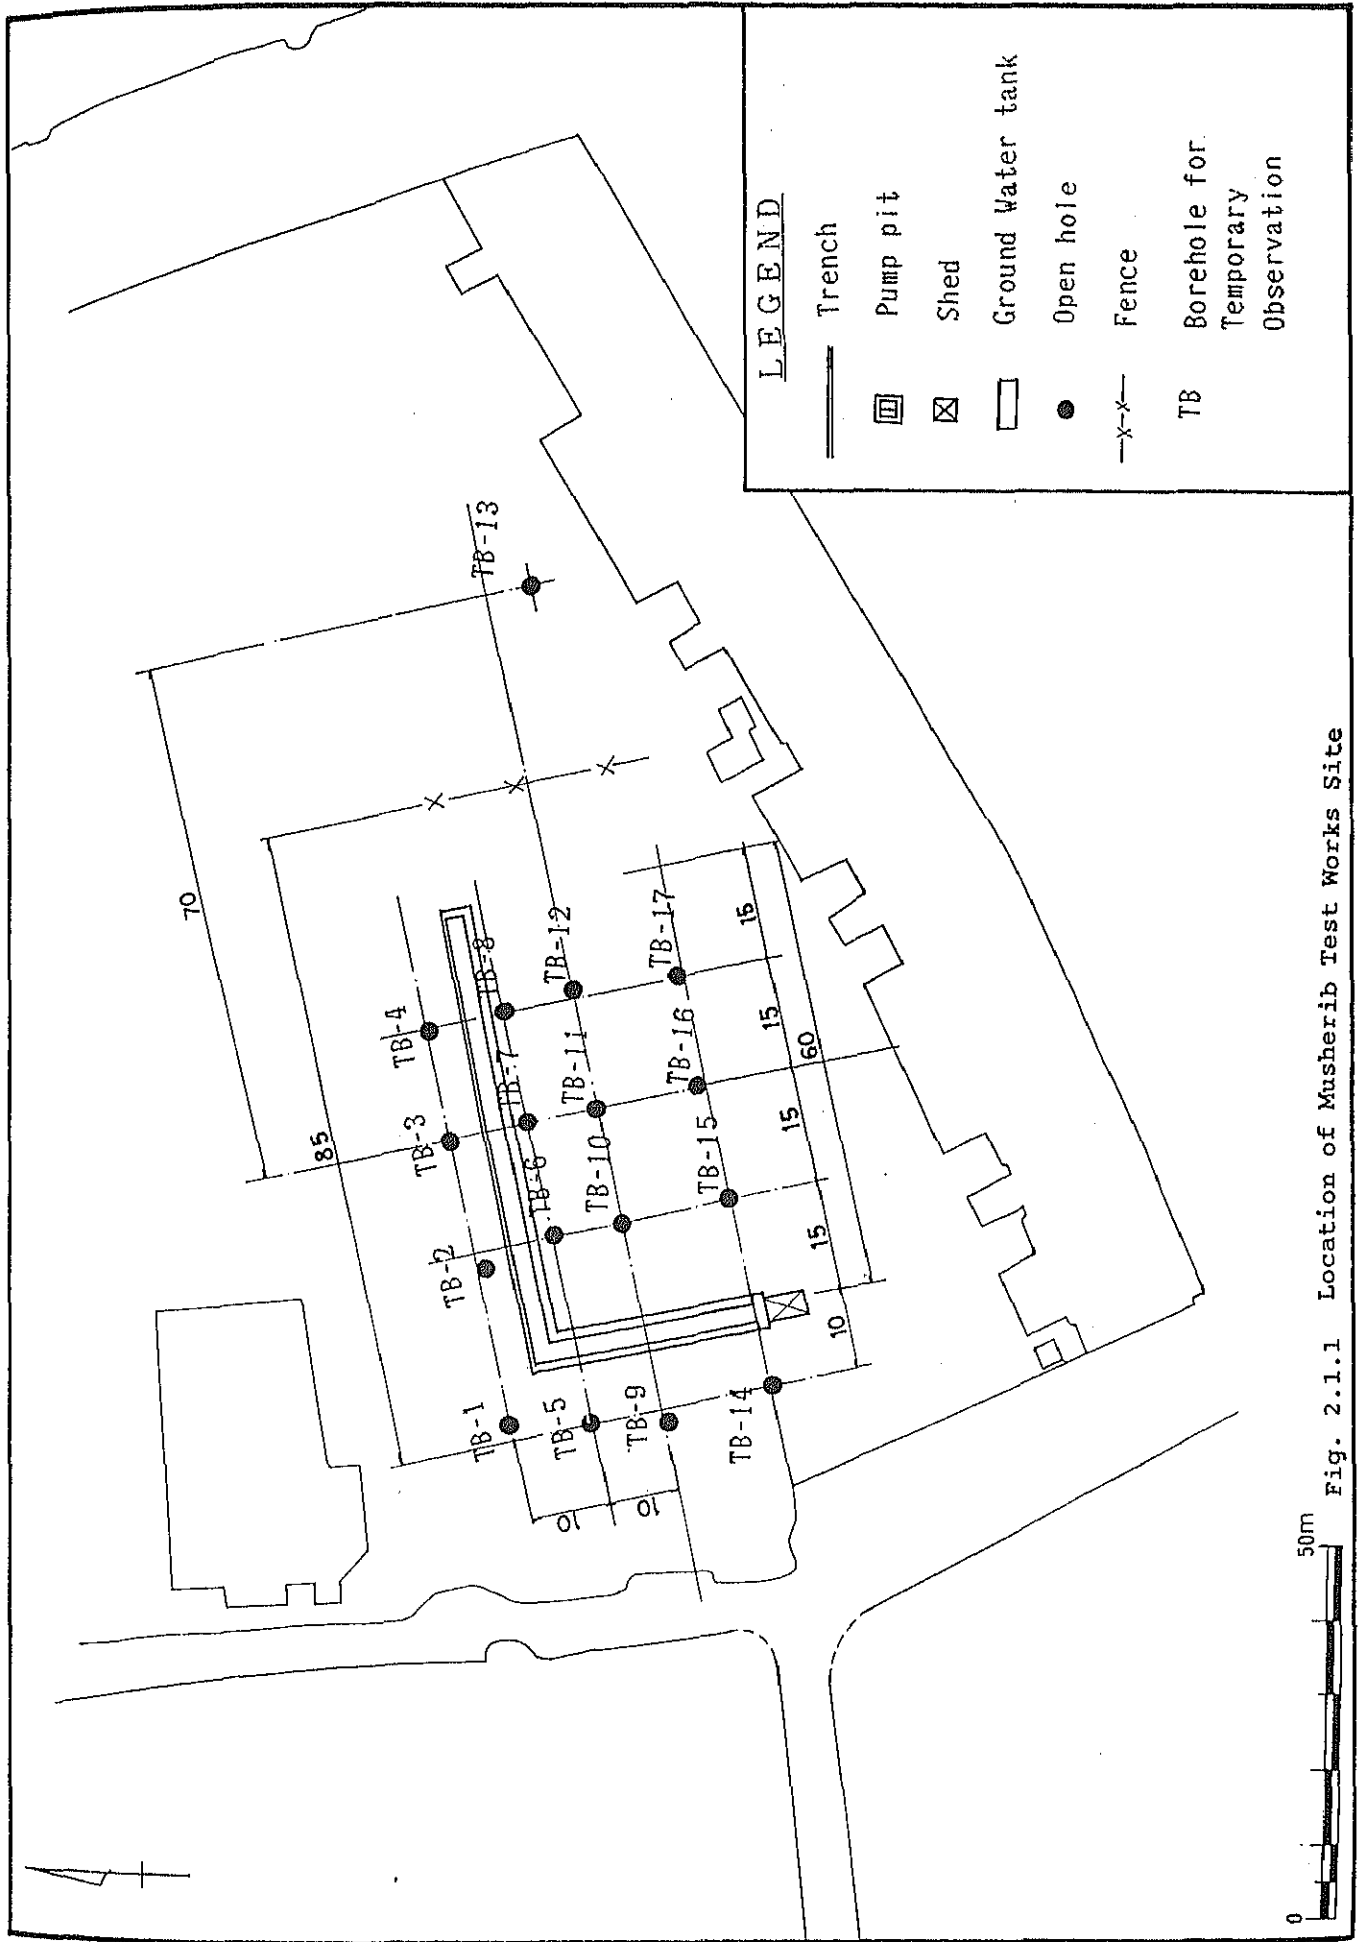 TB-1
TB-2
TB-3
TB-4
TB-5
TB-6
TB-7
TB-8
TB-9
TB-10
TB-11
TB-12
TB-13
TB-14
TB-15
TB-16
TB-17
70
85
10
10
10
15
15
15
15
60
LEGEND
Trench
Pump pit
Shed
Ground Water tank
Open hole
Fence
TB Borehole for
Temporary
Observation
0 50m
Fig. 2.1.1 Location of Musherib Test Works Site